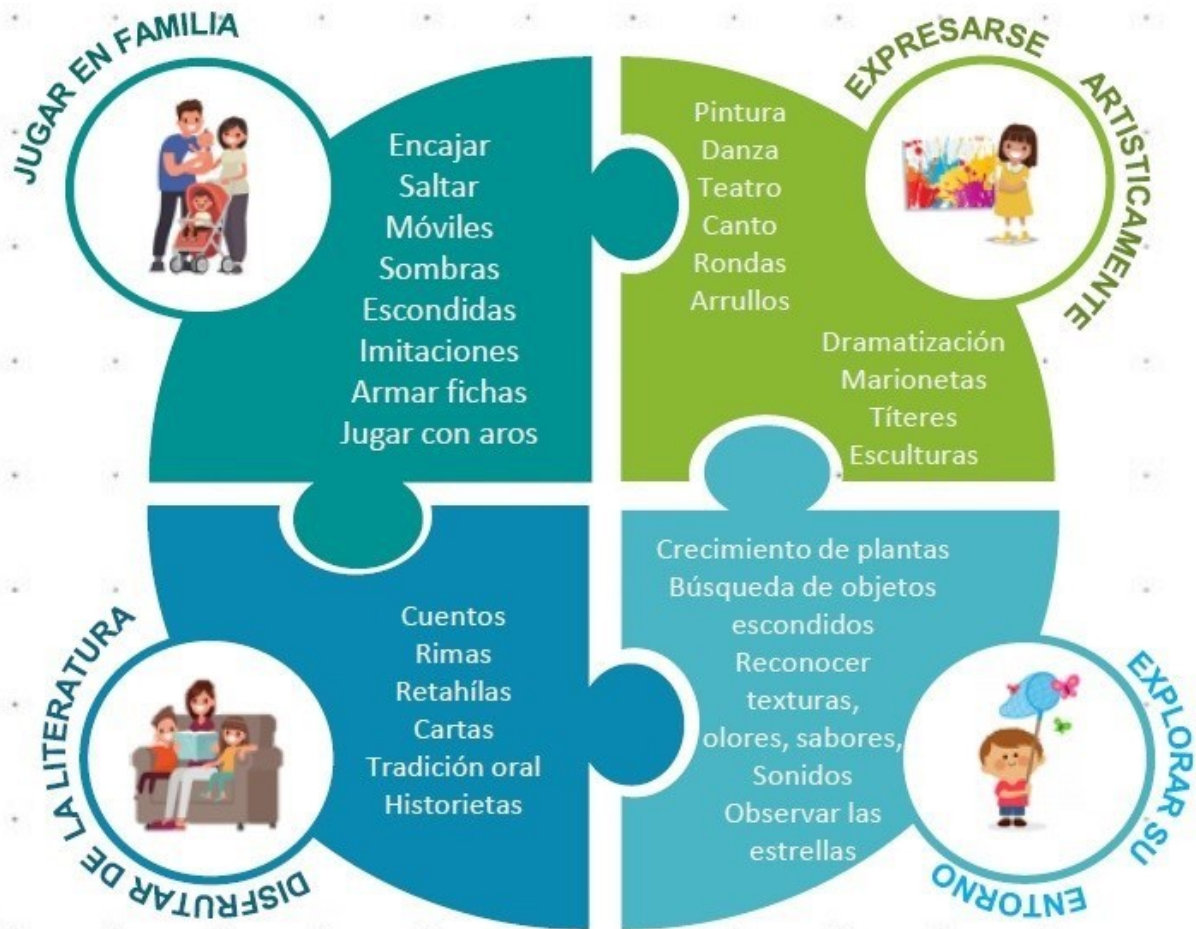 JUGAR EN FAMILIA
Encajar
Saltar
Móviles
Sombras
Escondidas
Imitaciones
Armar fichas
Jugar con aros
EXPRESARSE ARTISTICAMENTE
Pintura
Danza
Teatro
Canto
Rondas
Arrullos
Dramatización
Marionetas
Títeres
Esculturas
DISFRUTAR DE LA LITERATURA
Cuentos
Rimas
Retahílas
Cartas
Tradición oral
Historietas
Crecimiento de plantas
Búsqueda de objetos
escondidos
Reconocer
texturas,
olores, sabores,
Sonidos
Observar las
estrellas
EXPLORAR SU
ENTORNO